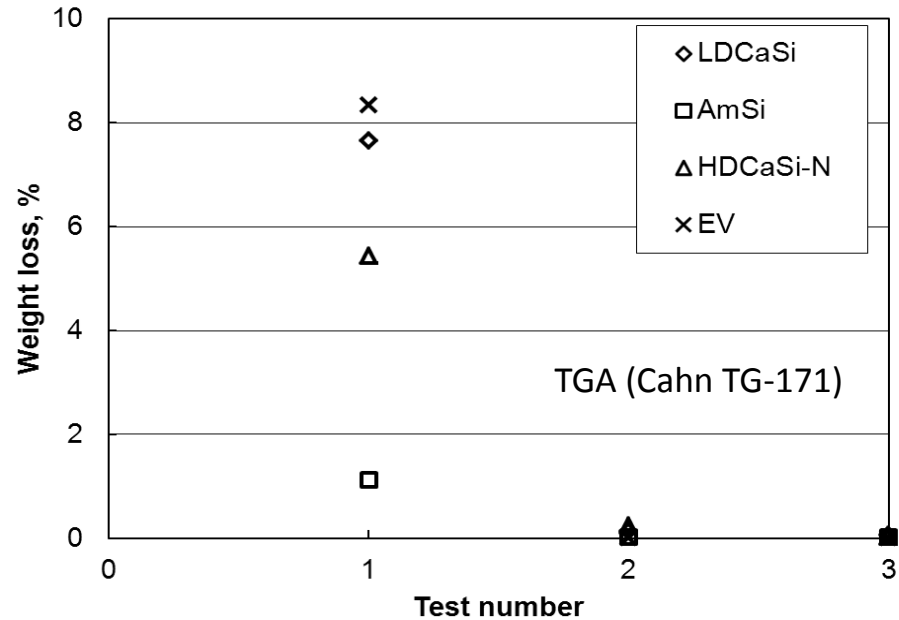 10
8
6
4
2
0
Weight loss, %
LDCaSi
AmSi
HDCaSi-N
EV
TGA (Cahn TG-171)
0 1 2 3
Test number